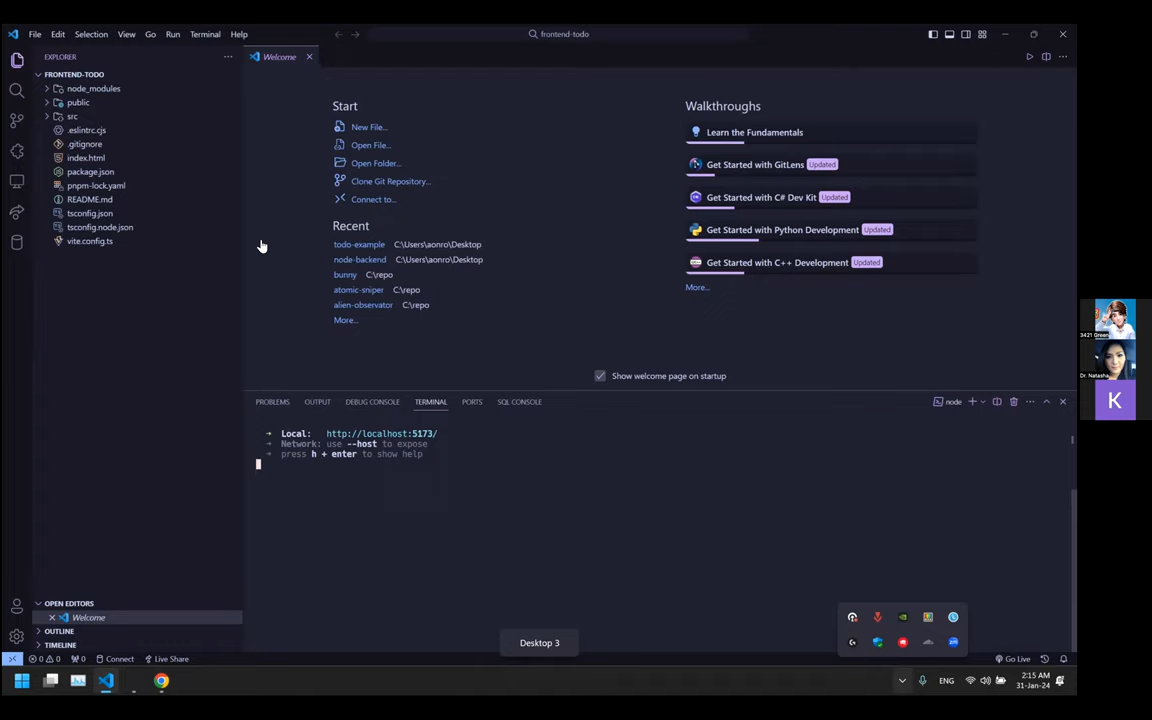 File Edit Selection View Go Run Terminal Help
frontend-todo
EXPLORER
FRONTEND-TODO
node_modules
public
src
.eslintrc.cjs
.gitignore
index.html
package.json
pnpm-lock.yaml
README.md
tsconfig.json
tsconfig.node.json
vite.config.ts
OPEN EDITORS
Welcome
OUTLINE
TIMELINE
Welcome
Start
New File...
Open File...
Open Folder...
Clone Git Repository...
Connect to...
Recent
todo-example C:\Users\aonro\Desktop
node-backend C:\Users\aonro\Desktop
bunny C:\repo
atomic-sniper C:\repo
alien-observator C:\repo
More...
Walkthroughs
Learn the Fundamentals
Get Started with GitLens Updated
Get Started with C# Dev Kit Updated
Get Started with Python Development Updated
Get Started with C++ Development Updated
More...
Show welcome page on startup
PROBLEMS OUTPUT DEBUG CONSOLE TERMINAL PORTS SQL CONSOLE
node
➜ Local: http://localhost:5173/
➜ Network: use --host to expose
➜ press h + enter to show help
Desktop 3
0 0 0 Connect Live Share
Go Live
ENG
2:15 AM
31-Jan-24
3421 Green
Dr. Natasha
K